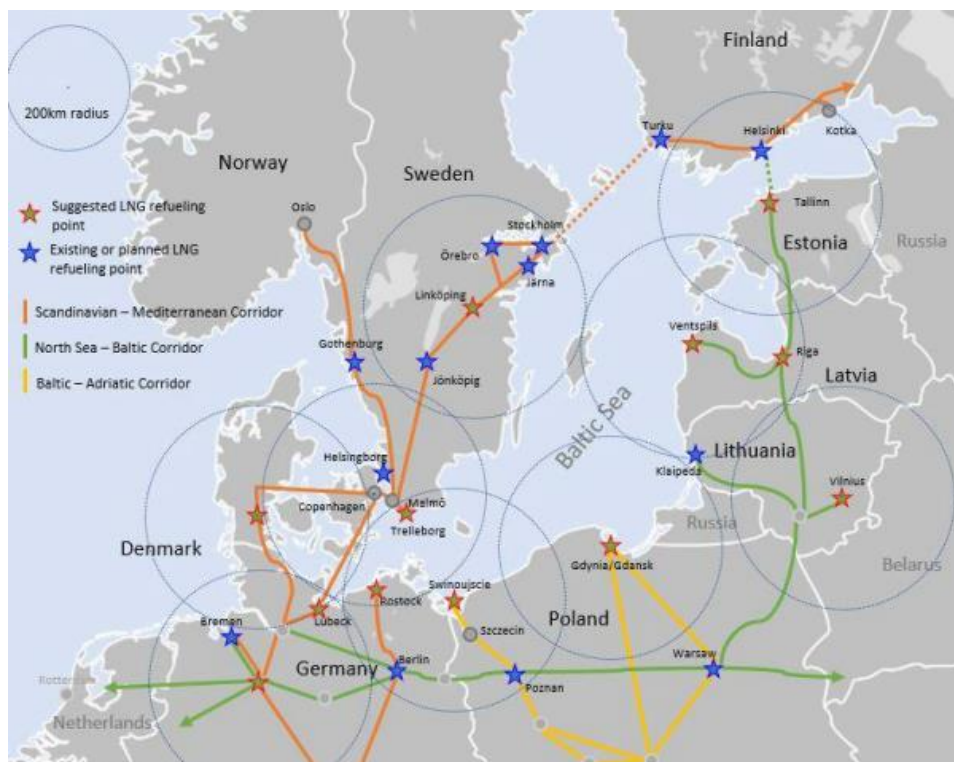 Finland
200km radius
Turku
Helsinki
Kotka
Norway
Sweden
Suggested LNG refueling
point
Oslo
Stockholm
Tallinn
Existing or planned LNG
refueling point
Örebro
Järna
Estonia
Russia
Linköping
Scandinavian – Mediterranean Corridor
Ventspils
North Sea – Baltic Corridor
Gothenburg
Riga
Baltic – Adriatic Corridor
Jönköpig
Latvia
Baltic Sea
Helsingborg
Lithuania
Klaipeda
Vilnius
Copenhagen
Malmö
Trelleborg
Russia
Denmark
Gdynia/Gdansk
Belarus
Rostock
Swinoujscie
Lübeck
Bremen
Szczecin
Poland
Germany
Berlin
Warsaw
Poznan
Rotterdam
Netherlands